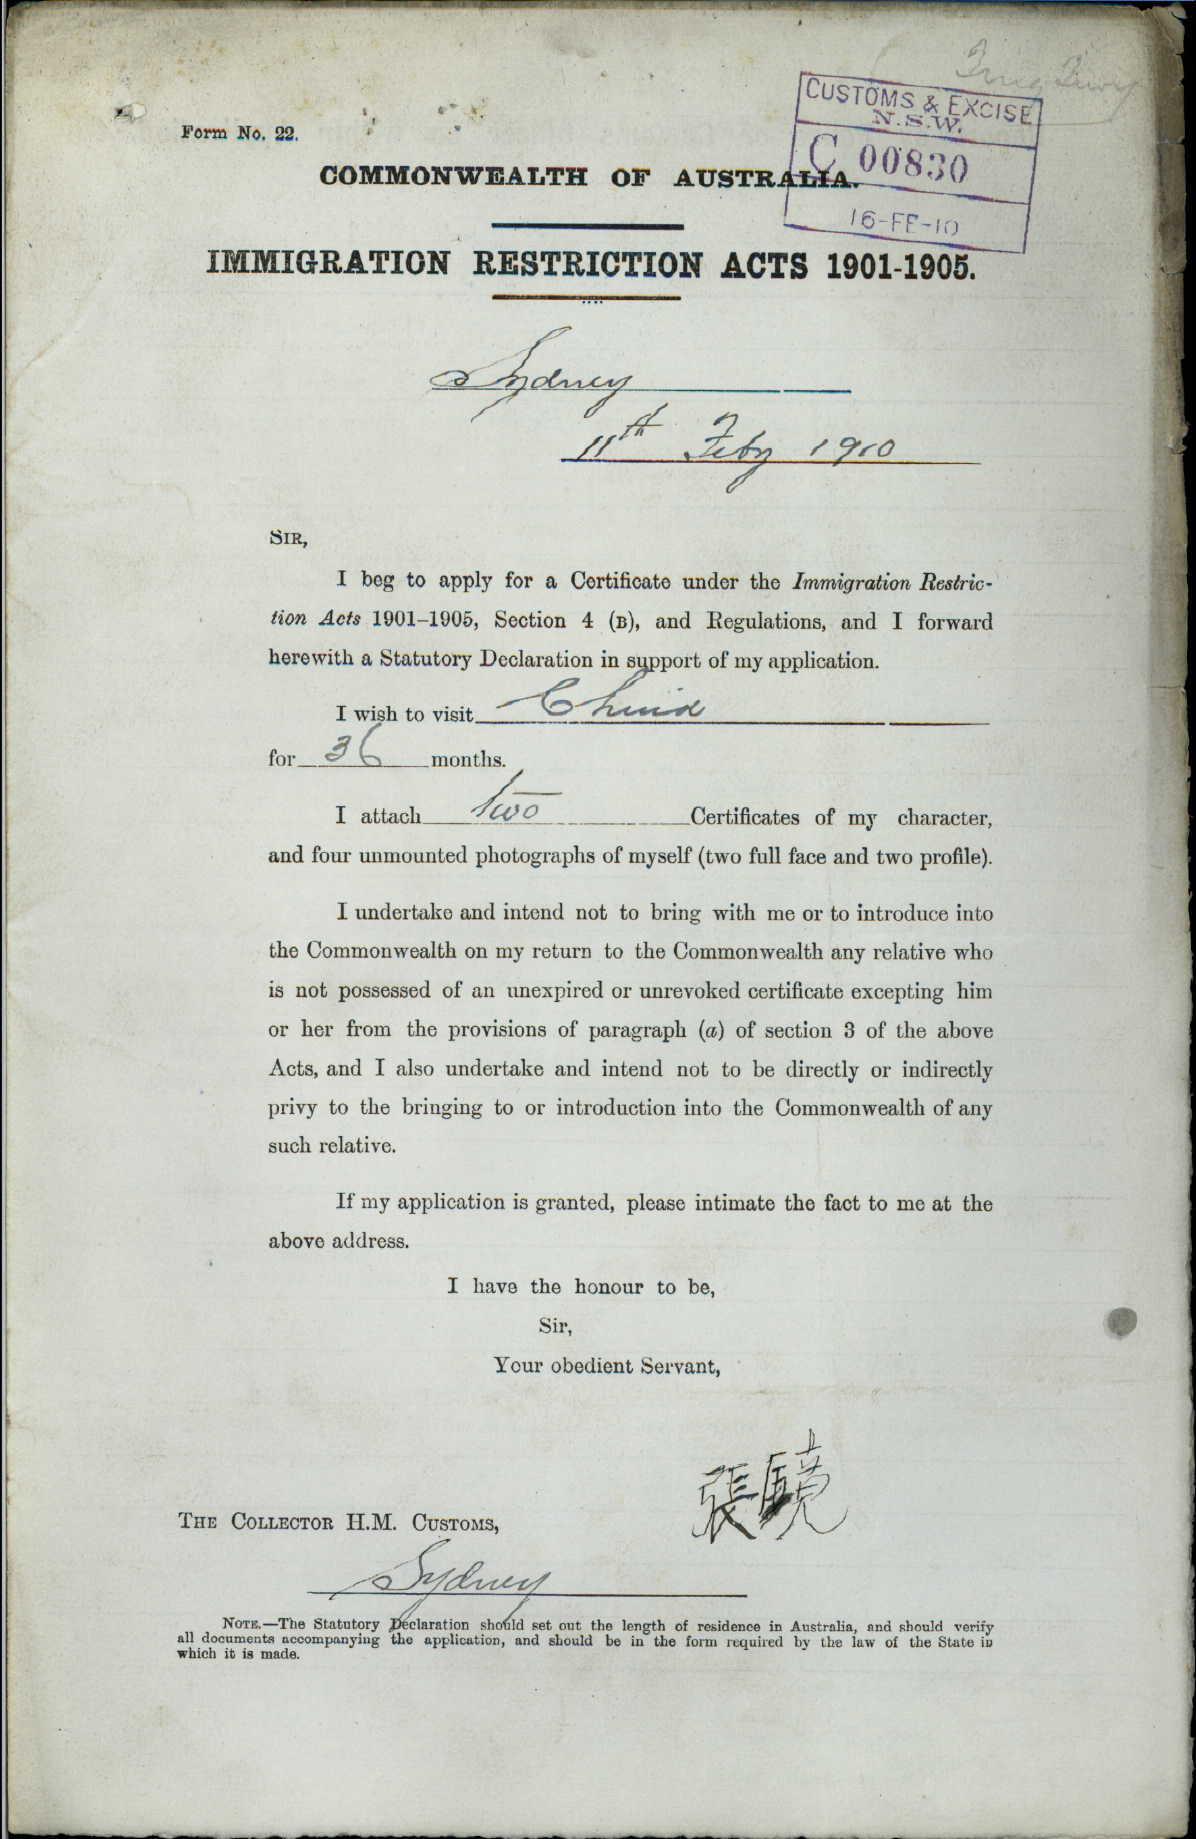 CUSTOMS & EXCISE
N.S.W.
C 00830
16-FE-10
Form No. 22.
COMMONWEALTH OF AUSTRALIA.
IMMIGRATION RESTRICTION ACTS 1901-1905.
Sydney
11th Feby 1910
SIR,
I beg to apply for a Certificate under the Immigration Restric-
tion Acts 1901-1905, Section 4 (B), and Regulations, and I forward
herewith a Statutory Declaration in support of my application.
I wish to visit China
for 36 months.
I attach two Certificates of my character,
and four unmounted photographs of myself (two full face and two profile).
I undertake and intend not to bring with me or to introduce into
the Commonwealth on my return to the Commonwealth any relative who
is not possessed of an unexpired or unrevoked certificate excepting him
or her from the provisions of paragraph (a) of section 3 of the above
Acts, and I also undertake and intend not to be directly or indirectly
privy to the bringing to or introduction into the Commonwealth of any
such relative.
If my application is granted, please intimate the fact to me at the
above address.
I have the honour to be,
Sir,
Your obedient Servant,
張
THE COLLECTOR H.M. CUSTOMS,
Sydney
NOTE.—The Statutory Declaration should set out the length of residence in Australia, and should verify
all documents accompanying the application, and should be in the form required by the law of the State in
which it is made.